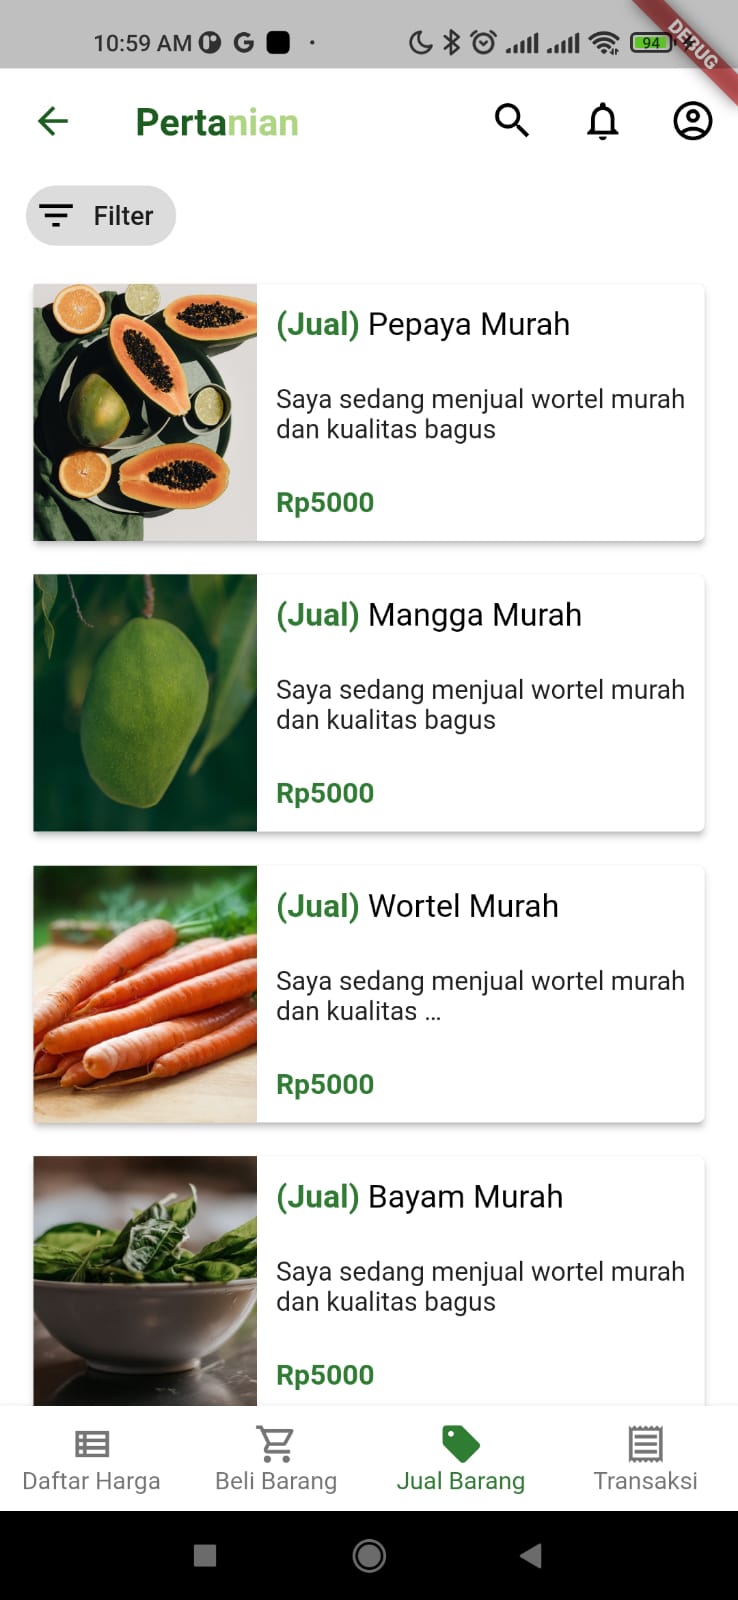 10:59 AM
94
DEBUG
Pertanian
Filter
(Jual) Pepaya Murah
Saya sedang menjual wortel murah
dan kualitas bagus
Rp5000
(Jual) Mangga Murah
Saya sedang menjual wortel murah
dan kualitas bagus
Rp5000
(Jual) Wortel Murah
Saya sedang menjual wortel murah
dan kualitas ...
Rp5000
(Jual) Bayam Murah
Saya sedang menjual wortel murah
dan kualitas bagus
Rp5000
Daftar Harga Beli Barang Jual Barang Transaksi